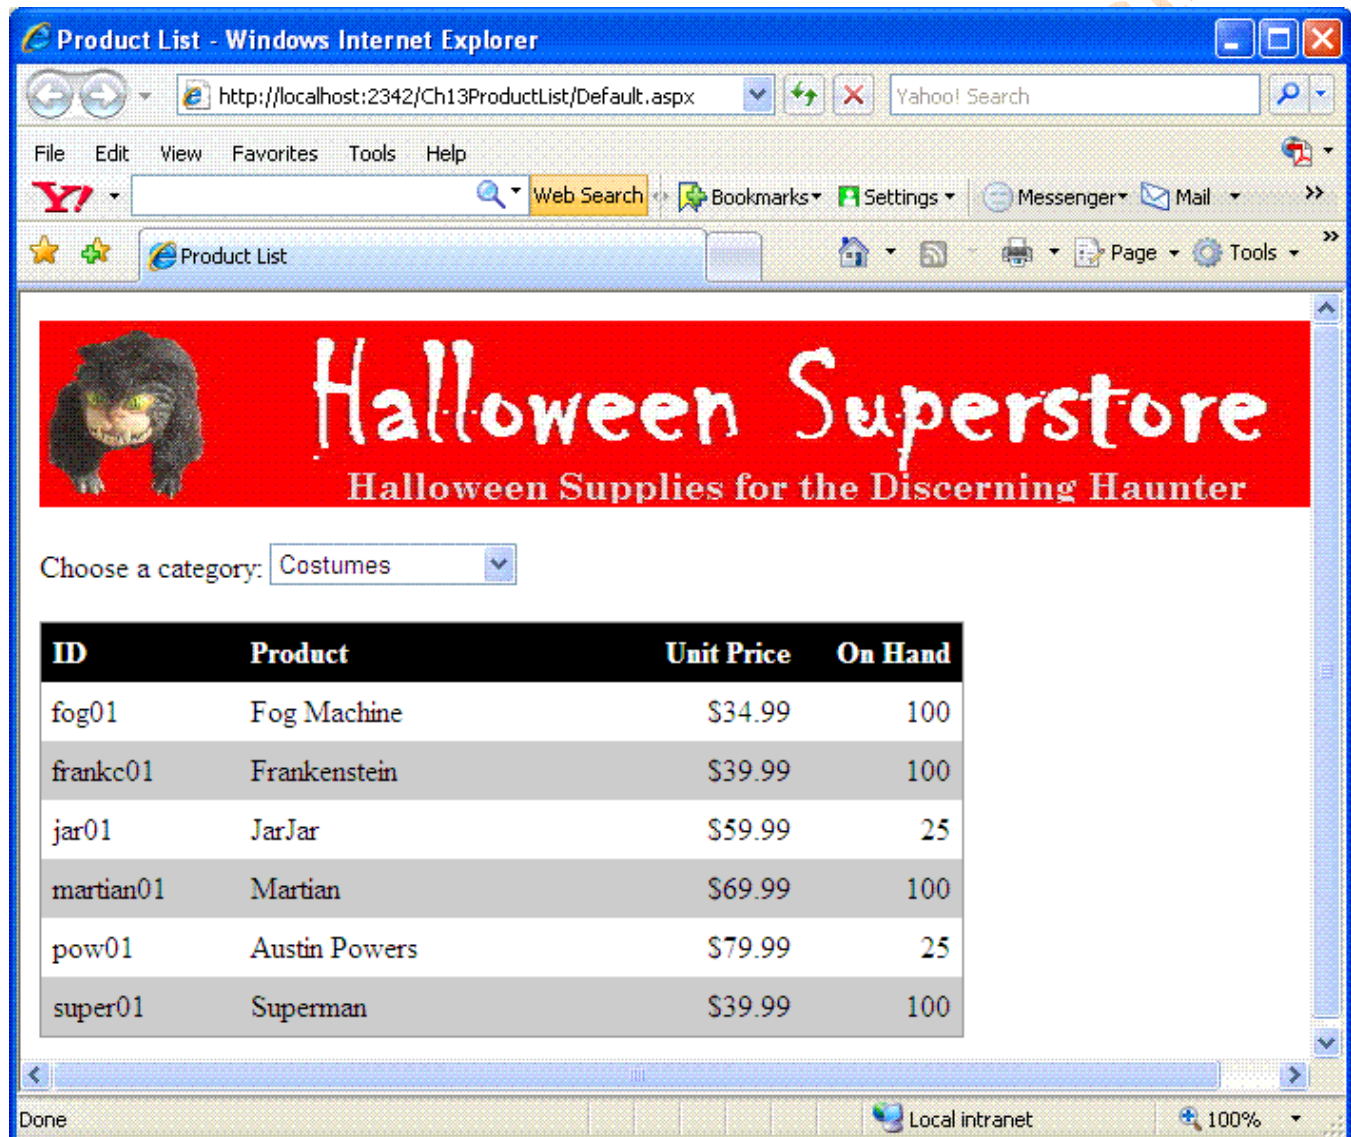 Product List - Windows Internet Explorer
http://localhost:2342/Ch13ProductList/Default.aspx Yahoo! Search
File Edit View Favorites Tools Help
Y! Web Search Bookmarks Settings Messenger Mail »
Product List Page Tools »
Halloween Superstore
Halloween Supplies for the Discerning Haunter
Choose a category: Costumes
ID Product Unit Price On Hand
fog01 Fog Machine $34.99 100
frankc01 Frankenstein $39.99 100
jar01 JarJar $59.99 25
martian01 Martian $69.99 100
pow01 Austin Powers $79.99 25
super01 Superman $39.99 100
Done Local intranet 100%